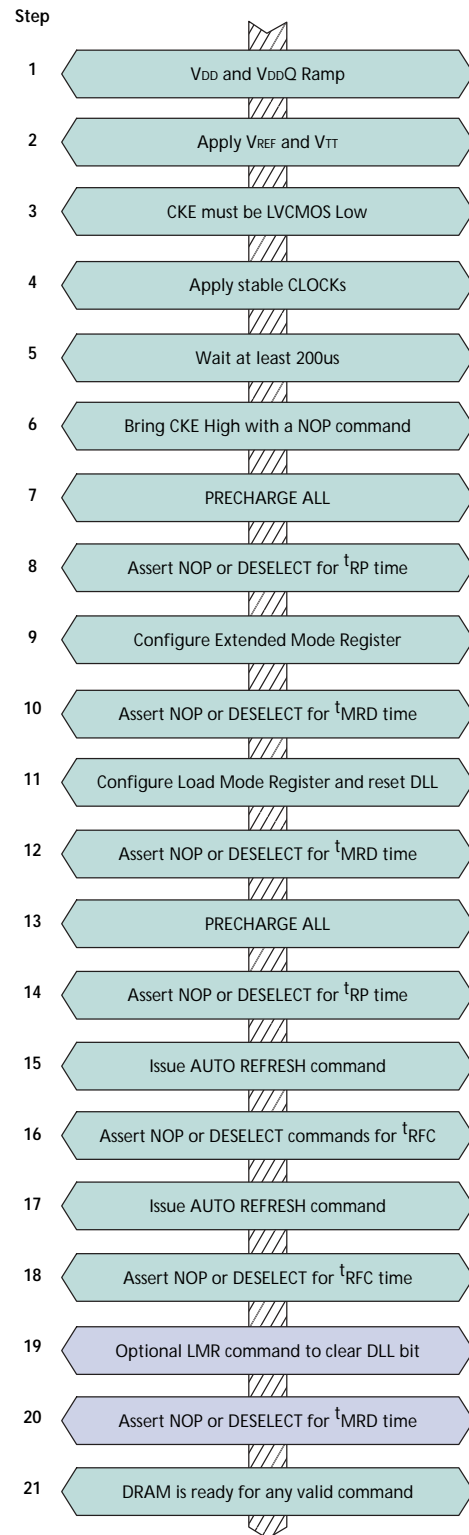 Step
1 VDD and VDDQ Ramp
2 Apply VREF and VTT
3 CKE must be LVCMOS Low
4 Apply stable CLOCKs
5 Wait at least 200us
6 Bring CKE High with a NOP command
7 PRECHARGE ALL
8 Assert NOP or DESELECT for tRP time
9 Configure Extended Mode Register
10 Assert NOP or DESELECT for tMRD time
11 Configure Load Mode Register and reset DLL
12 Assert NOP or DESELECT for tMRD time
13 PRECHARGE ALL
14 Assert NOP or DESELECT for tRP time
15 Issue AUTO REFRESH command
16 Assert NOP or DESELECT commands for tRFC
17 Issue AUTO REFRESH command
18 Assert NOP or DESELECT for tRFC time
19 Optional LMR command to clear DLL bit
20 Assert NOP or DESELECT for tMRD time
21 DRAM is ready for any valid command